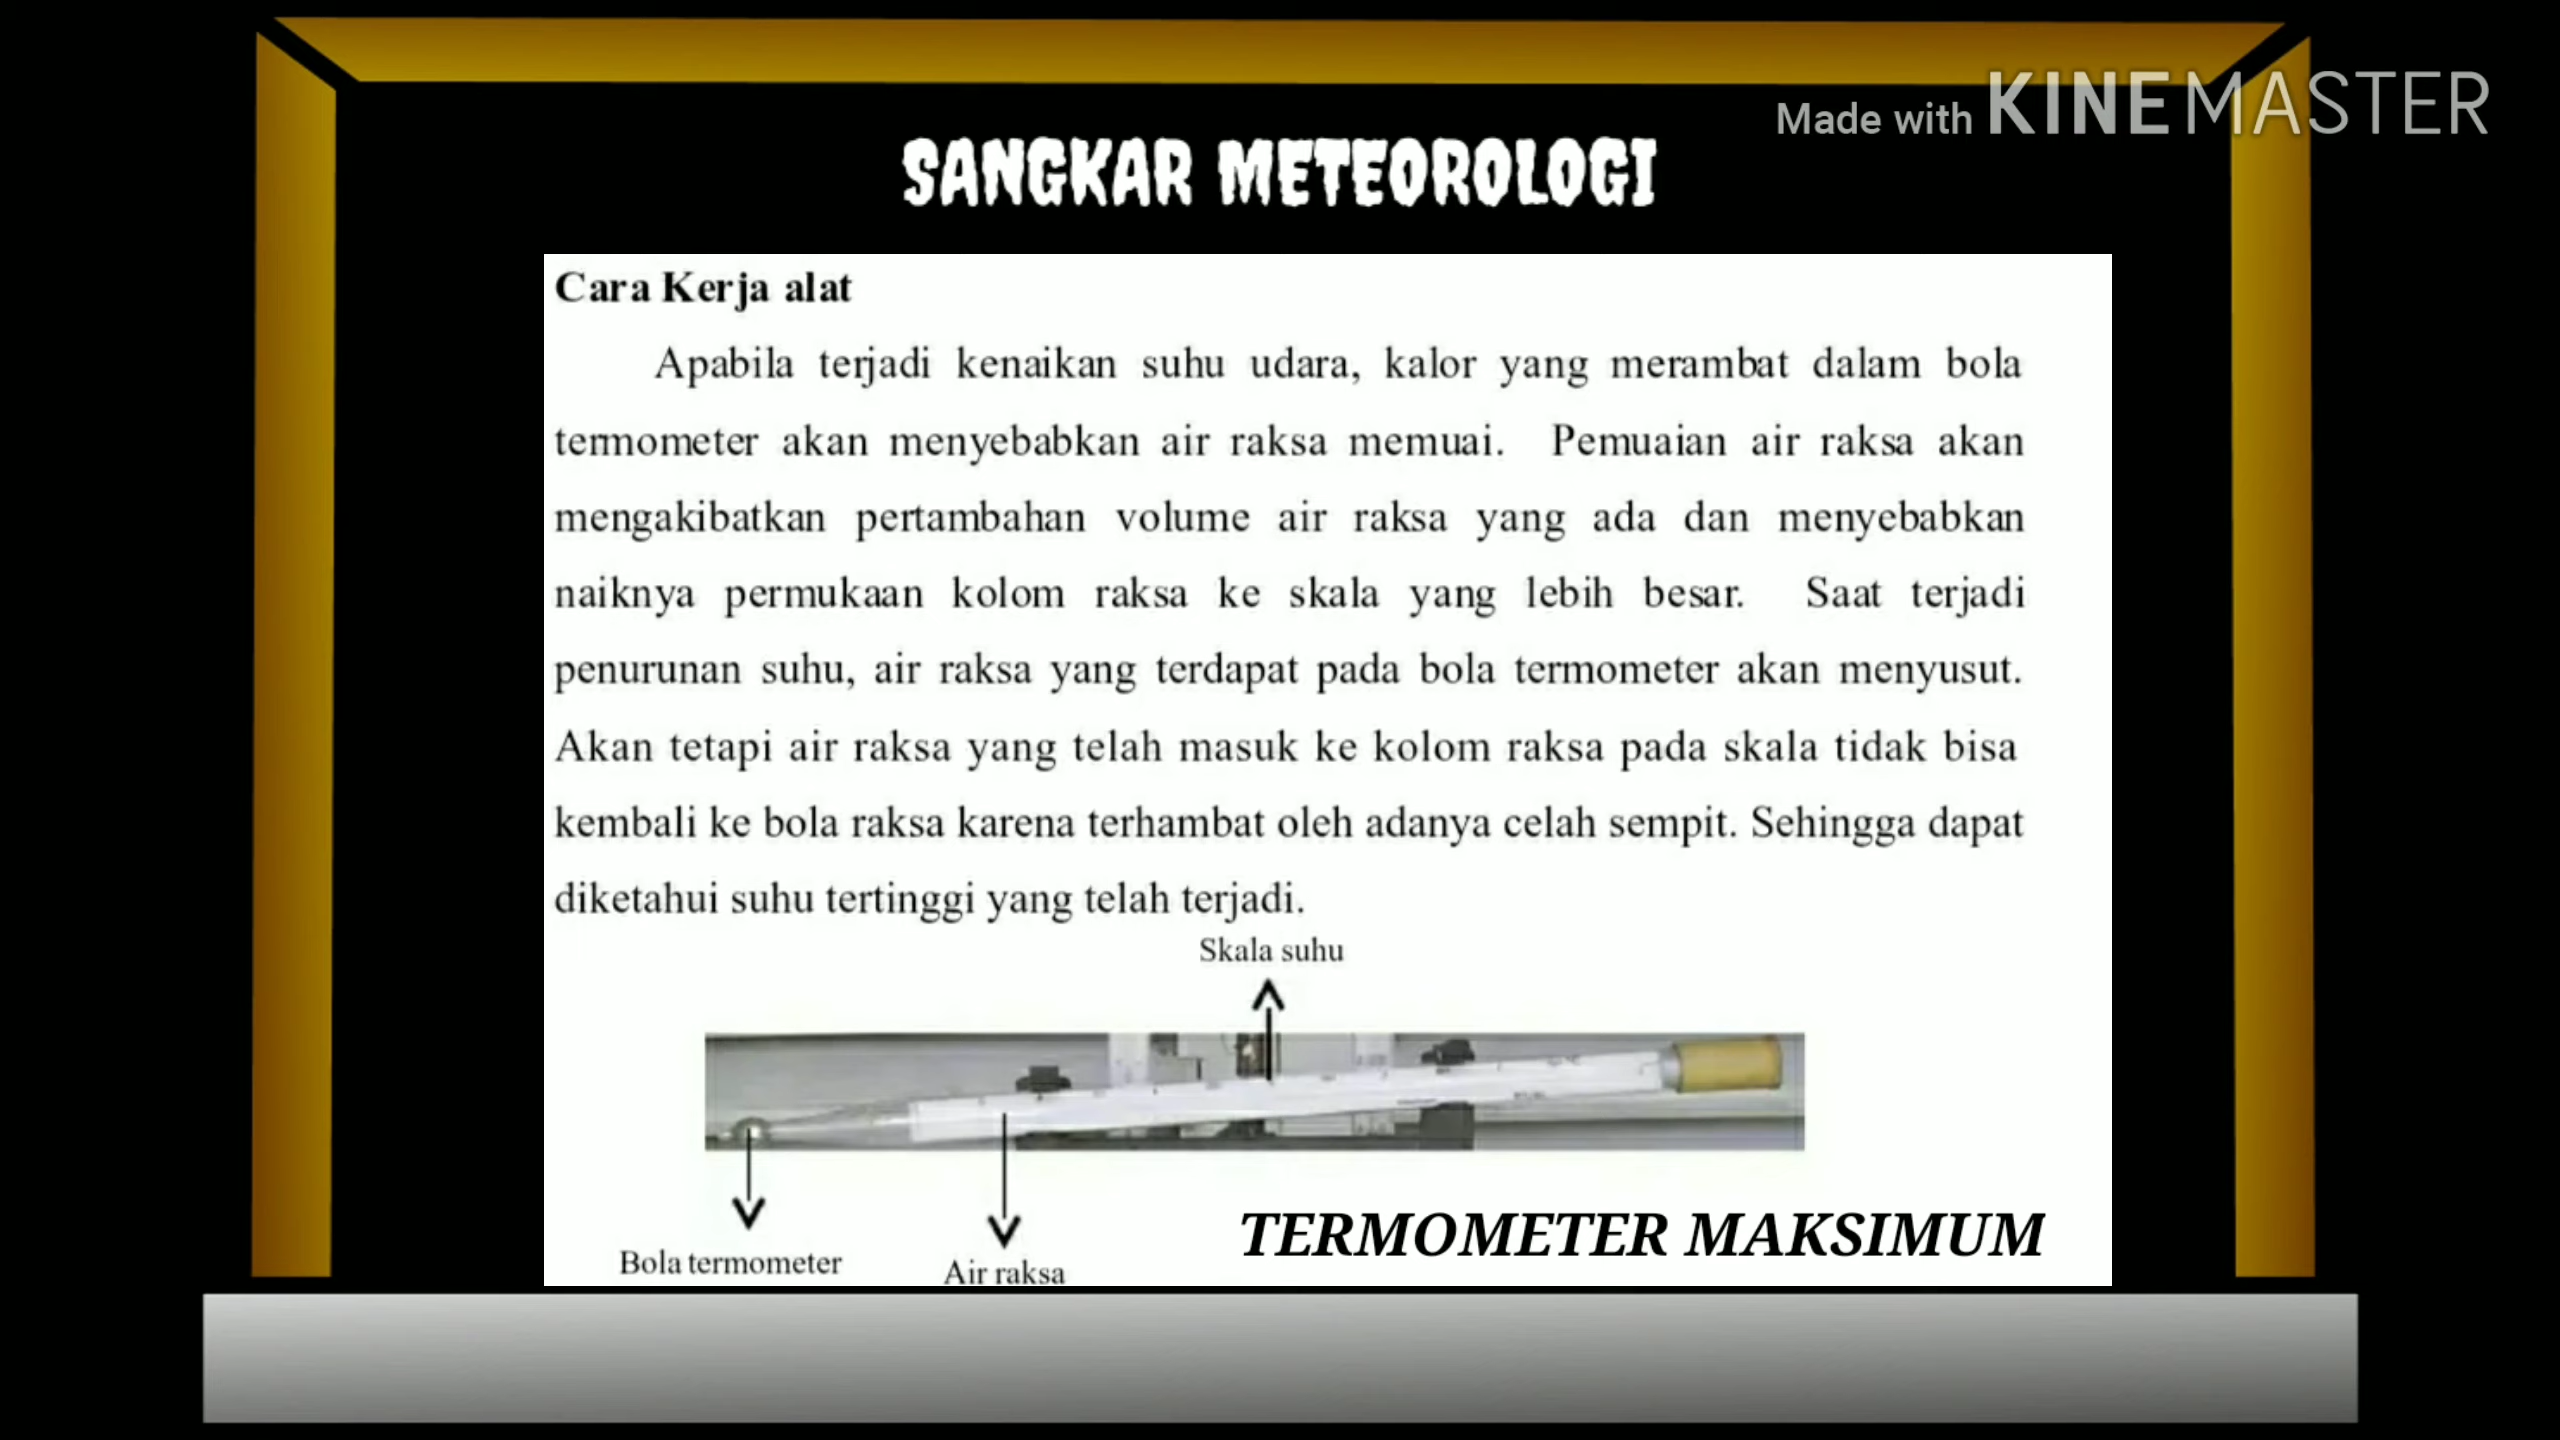 Made with KINEMASTER
SANGKAR METEOROLOGI
Cara Kerja alat
Apabila terjadi kenaikan suhu udara, kalor yang merambat dalam bola
termometer akan menyebabkan air raksa memuai. Pemuaian air raksa akan
mengakibatkan pertambahan volume air raksa yang ada dan menyebabkan
naiknya permukaan kolom raksa ke skala yang lebih besar. Saat terjadi
penurunan suhu, air raksa yang terdapat pada bola termometer akan menyusut.
Akan tetapi air raksa yang telah masuk ke kolom raksa pada skala tidak bisa
kembali ke bola raksa karena terhambat oleh adanya celah sempit. Sehingga dapat
diketahui suhu tertinggi yang telah terjadi.
Skala suhu
Bola termometer
Air raksa
TERMOMETER MAKSIMUM